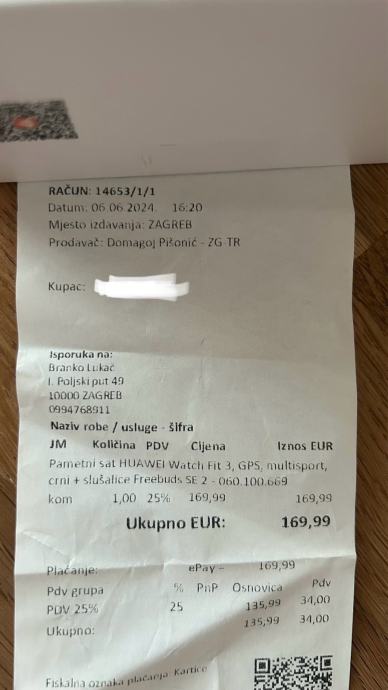 RAČUN: 14653/1/1
Datum: 06.06.2024. 16:20
Mjesto izdavanja: ZAGREB
Prodavač: Domagoj Pišonić - ZG-TR
Kupac:
Isporuka na:
Branko Lukač
I. Poljski put 49
10000 ZAGREB
0994768911
Naziv robe / usluge - šifra
JM Količina PDV Cijena Iznos EUR
Pametni sat HUAWEI Watch Fit 3, GPS, multisport,
crni + slušalice Freebuds SE 2 - 060.100.669
kom 1,00 25% 169,99 169,99
Ukupno EUR: 169,99
Plaćanje: ePay - 169,99
Pdv grupa % PnP Osnovica Pdv
PDV 25% 25 135,99 34,00
Ukupno: 135,99 34,00
Fiskalna oznaka plaćanja Kartice